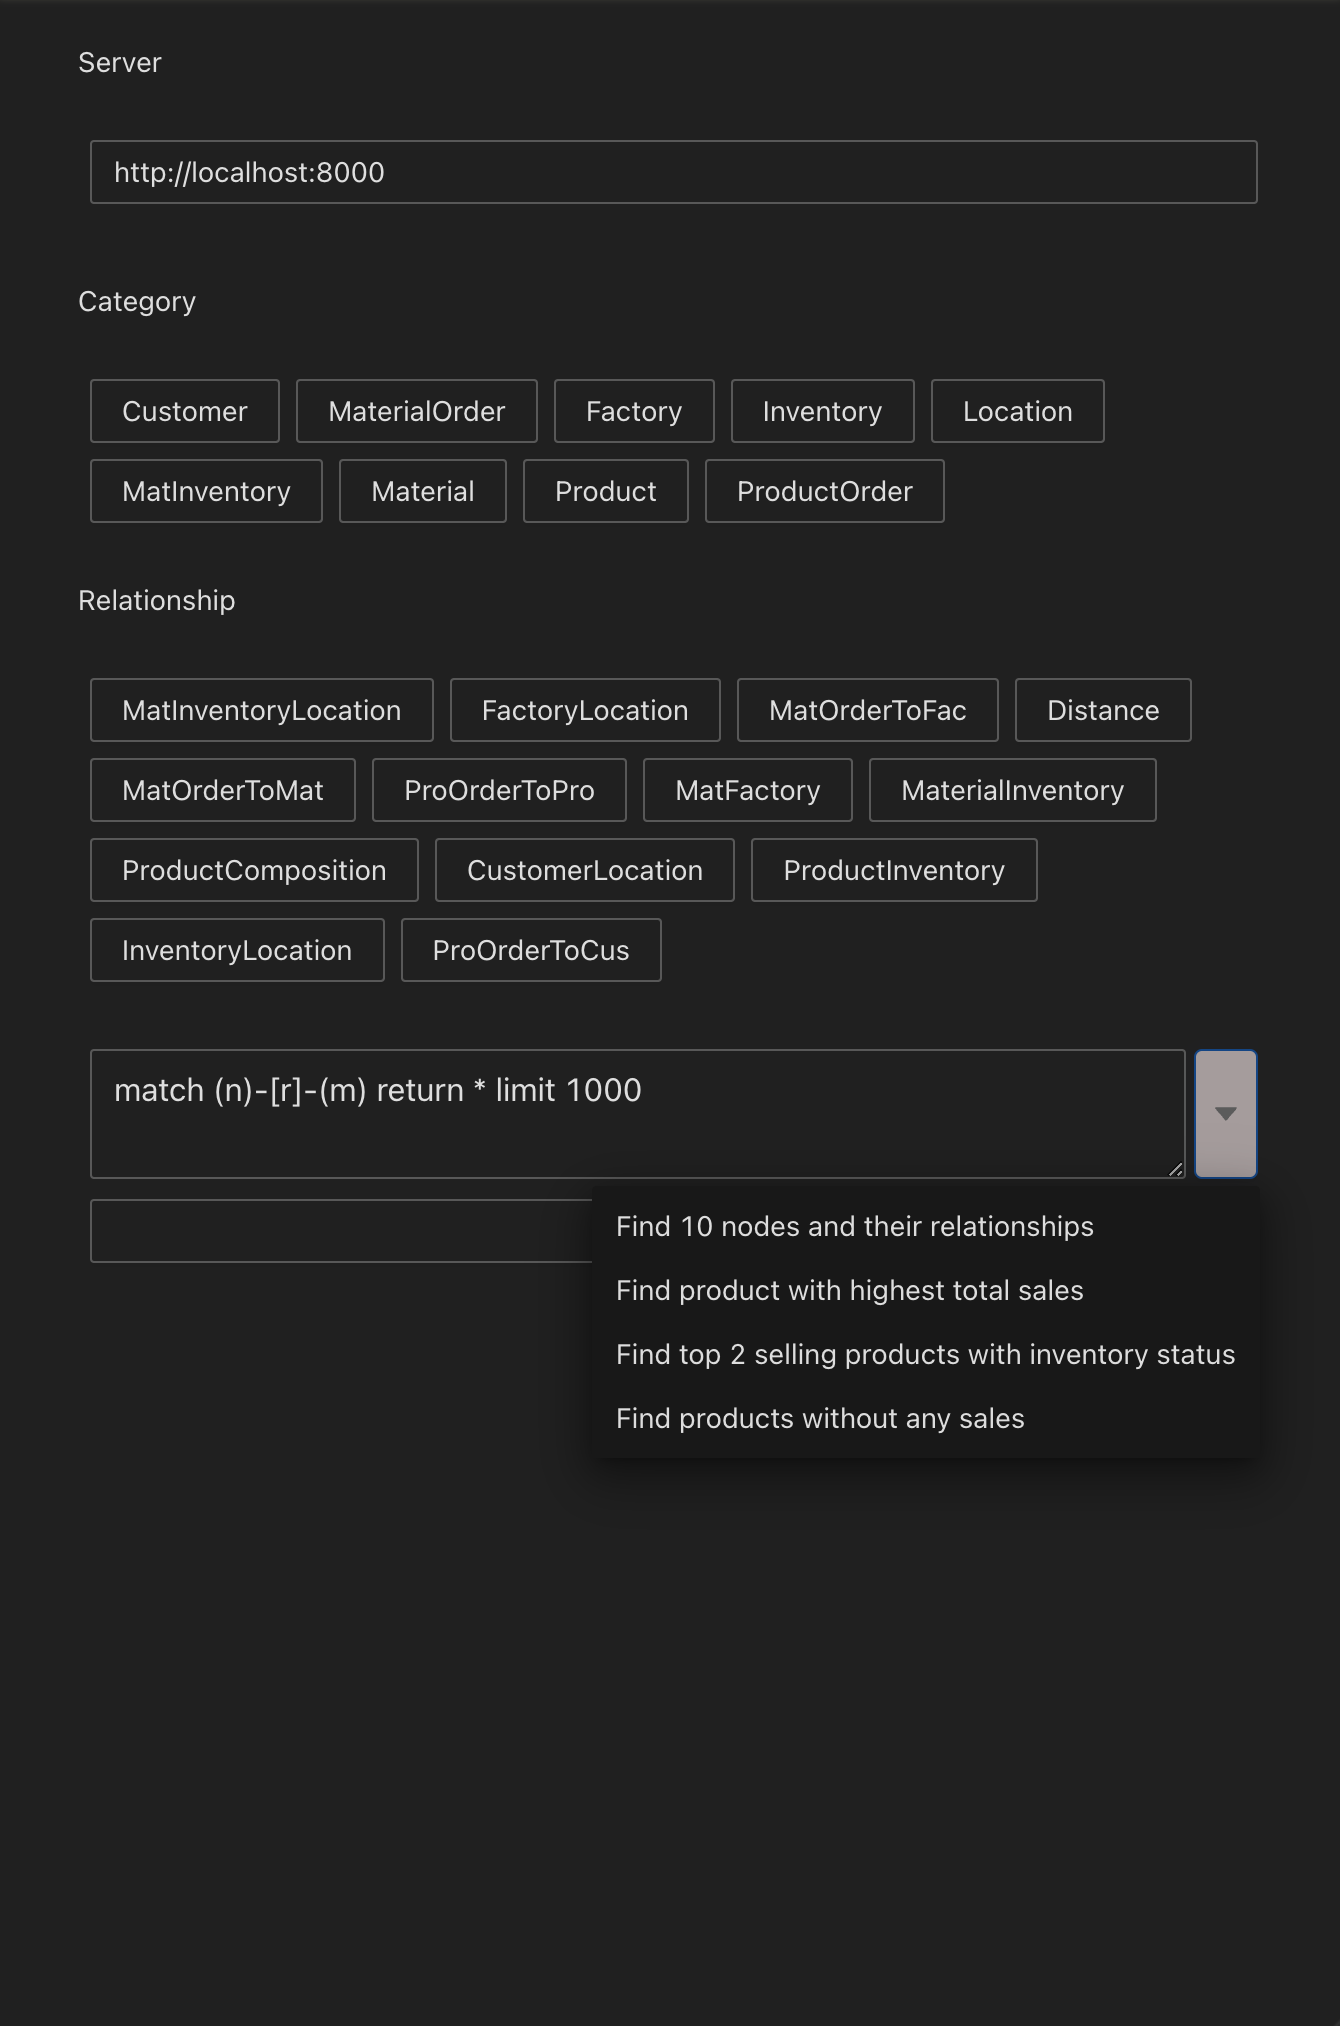 Server
http://localhost:8000
Category
Customer MaterialOrder Factory Inventory Location
MatInventory Material Product ProductOrder
Relationship
MatInventoryLocation FactoryLocation MatOrderToFac Distance
MatOrderToMat ProOrderToPro MatFactory MaterialInventory
ProductComposition CustomerLocation ProductInventory
InventoryLocation ProOrderToCus
match (n)-[r]-(m) return * limit 1000
Find 10 nodes and their relationships
Find product with highest total sales
Find top 2 selling products with inventory status
Find products without any sales